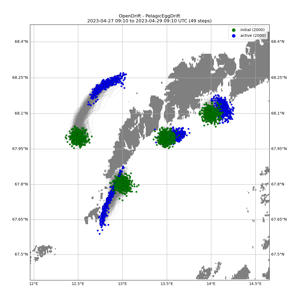 OpenDrift - PelagicEggDrift
2023-04-27 09:10 to 2023-04-29 09:10 UTC (49 steps)
initial (2000)
active (2000)
68.4°N
68.25°N
68.1°N
67.95°N
67.8°N
67.65°N
67.5°N
12°E
12.5°E
13°E
13.5°E
14°E
14.5°E